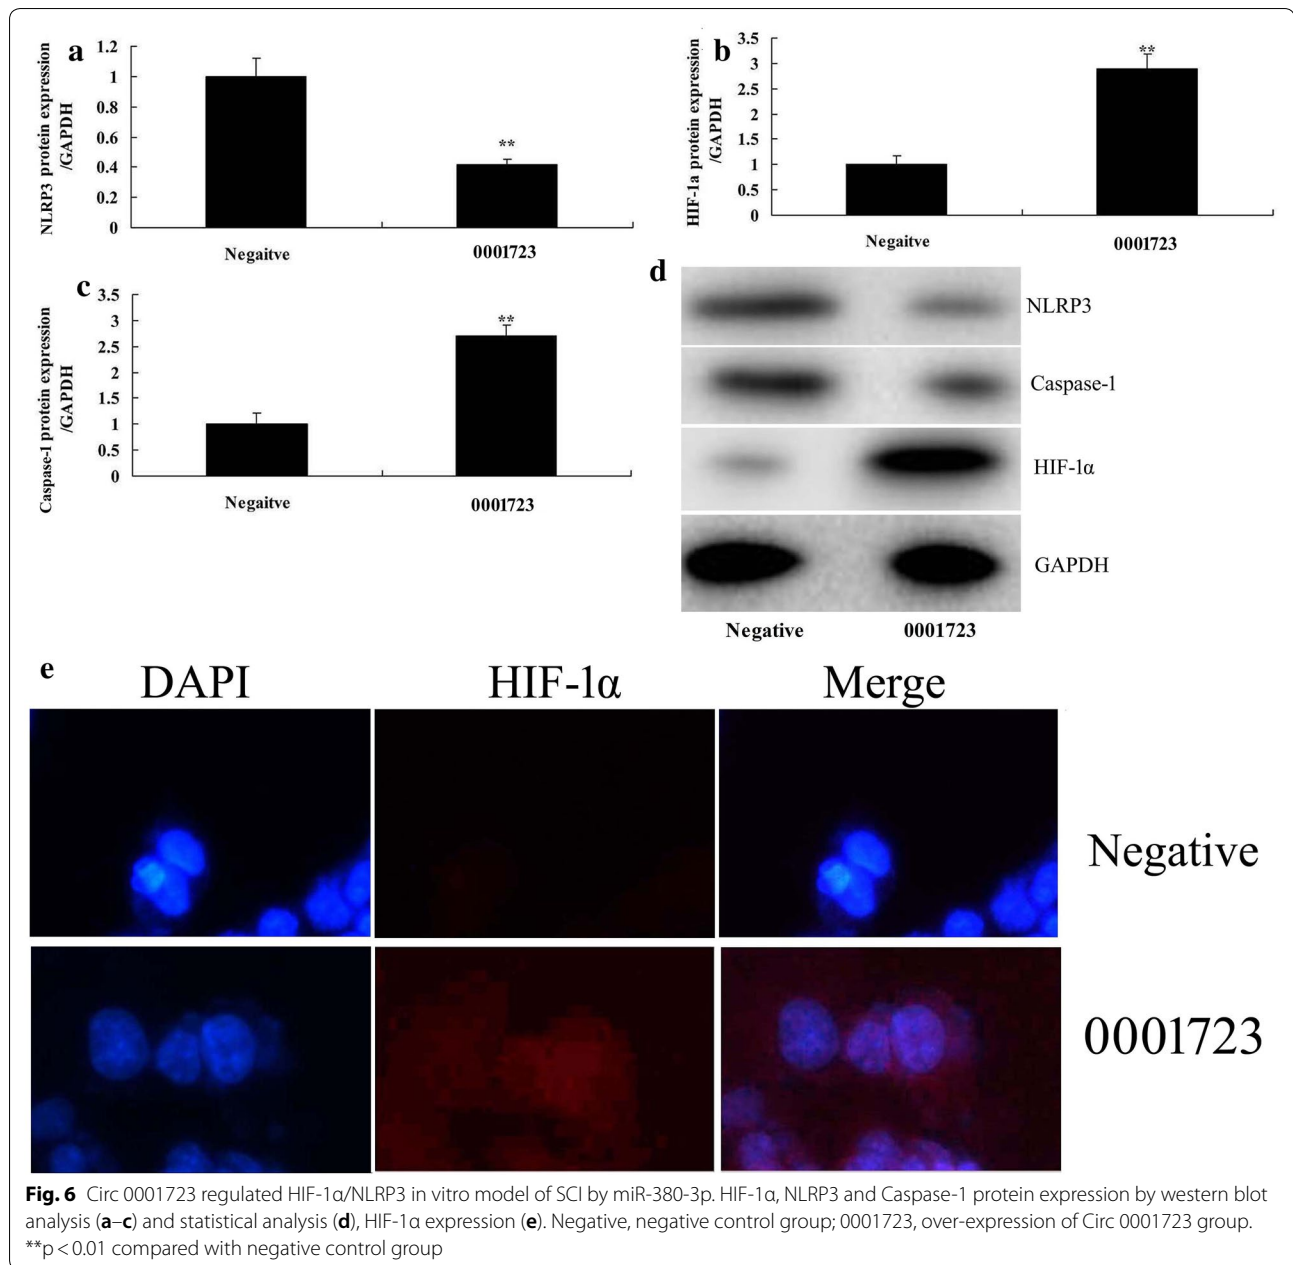 a
NLRP3 protein expression
/GAPDH
1.2
1
0.8
0.6
0.4
0.2
0
**
Negaitve 0001723
b
HIF-1a protein expression
/GAPDH
3.5
3
2.5
2
1.5
1
0.5
0
**
Negaitve 0001723
c
Caspase-1 protein expression
/GAPDH
3.5
3
2.5
2
1.5
1
0.5
0
**
Negaitve 0001723
d
NLRP3
Caspase-1
HIF-1α
GAPDH
Negative 0001723
e
DAPI HIF-1α Merge
Negative
0001723
Fig. 6 Circ 0001723 regulated HIF-1α/NLRP3 in vitro model of SCI by miR-380-3p. HIF-1α, NLRP3 and Caspase-1 protein expression by western blot
analysis (a–c) and statistical analysis (d), HIF-1α expression (e). Negative, negative control group; 0001723, over-expression of Circ 0001723 group.
**p < 0.01 compared with negative control group